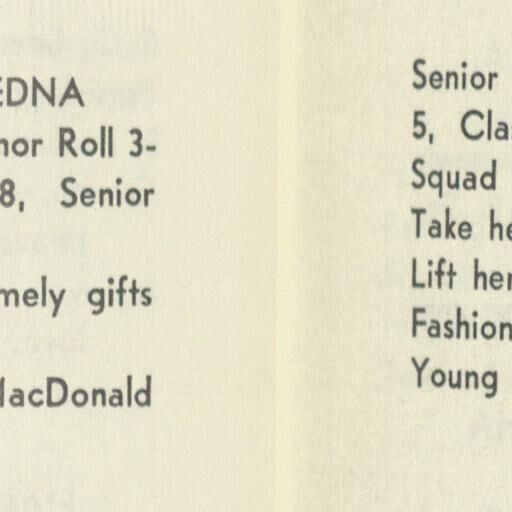 EDNA
nor Roll 3-
8, Senior
mely gifts
MacDonald
Senior
5, Cla
Squad
Take he
Lift her
Fashion
Young